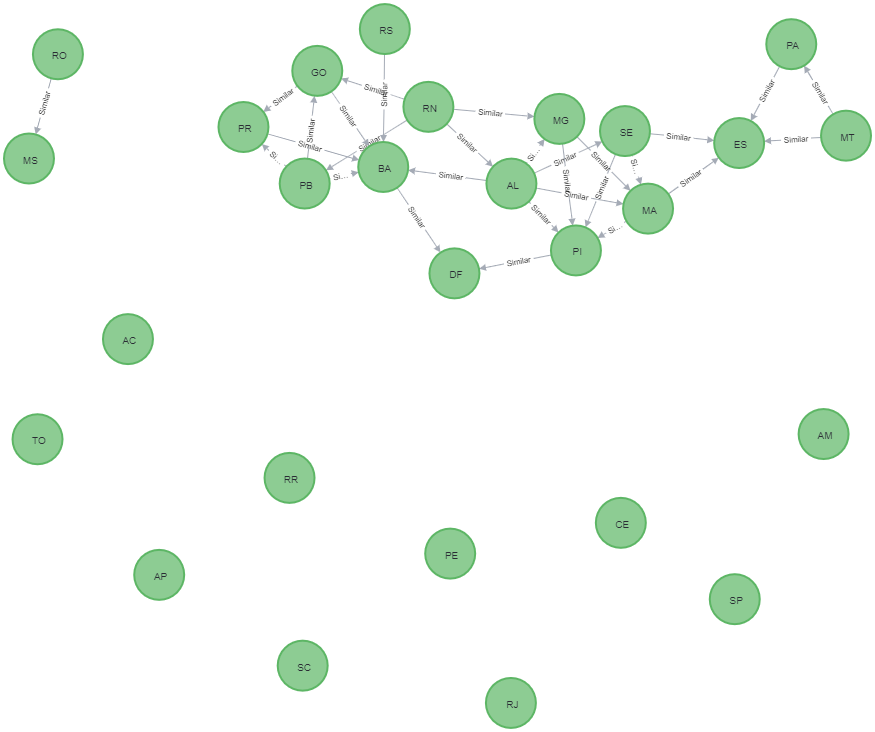 RS
PA
RO
GO
Similar
Similar
Similar
Similar
Similar
RN
Similar
Similar
MG
Similar
SE
Similar
ES
Similar
MT
PR
Similar
Similar
Similar
Similar
Similar
MS
Si...
Similar
Si...
Similar
Si...
BA
Similar
Similar
Si...
PB
Similar
AL
Similar
Similar
Similar
MA
Similar
Similar
Si...
PI
DF
Similar
AC
TO
AM
RR
CE
PE
AP
SP
SC
RJ